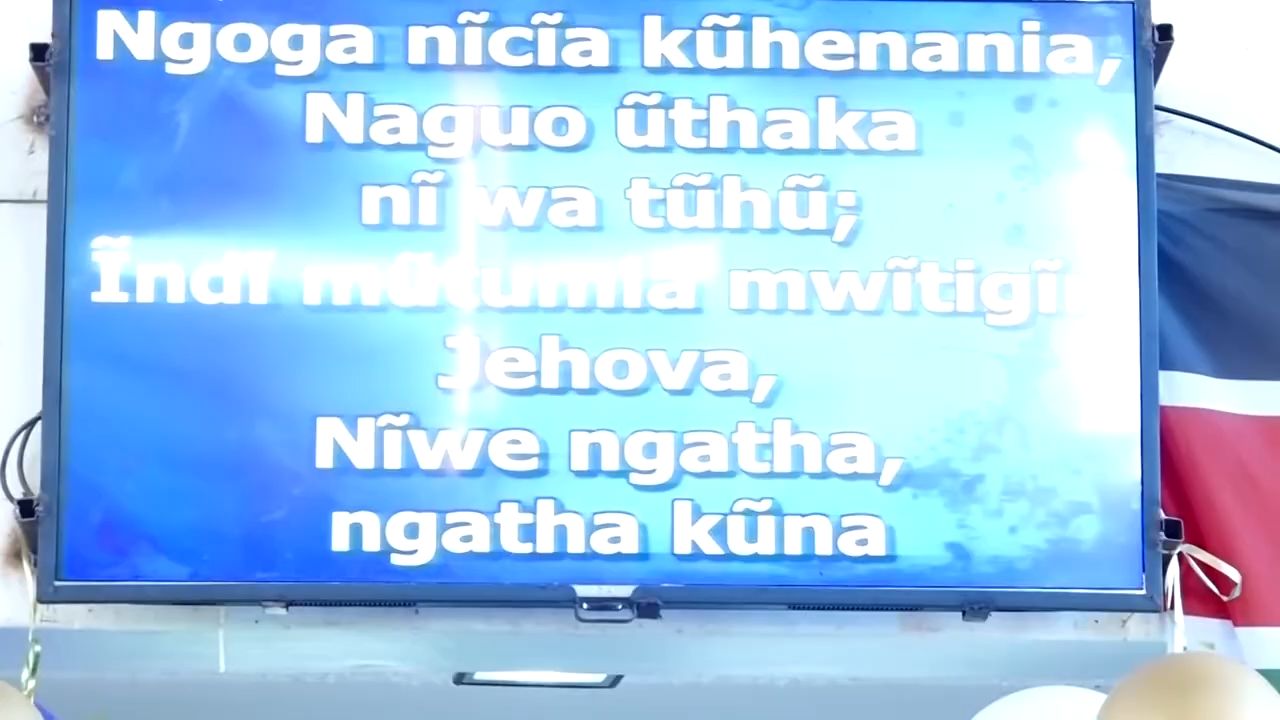 Ngoga nĩcĩa kũhenania,
Naguo ũthaka
nĩ wa tũhũ;
Ĩndĩ mũtumia
Jehova,
Nĩwe ngatha,
ngatha kũna